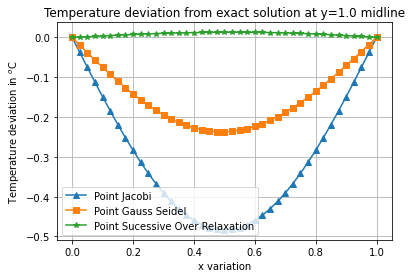 Temperature deviation from exact solution at y=1.0 midline
Temperature deviation in °C
0.0
−0.1
−0.2
−0.3
−0.4
−0.5
Point Jacobi
Point Gauss Seidel
Point Sucessive Over Relaxation
0.0 0.2 0.4 0.6 0.8 1.0
x variation